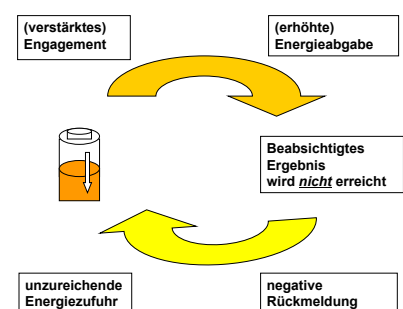 (verstärktes)
Engagement
(erhöhte)
Energieabgabe
Beabsichtigtes
Ergebnis
wird nicht erreicht
unzureichende
Energiezufuhr
negative
Rückmeldung